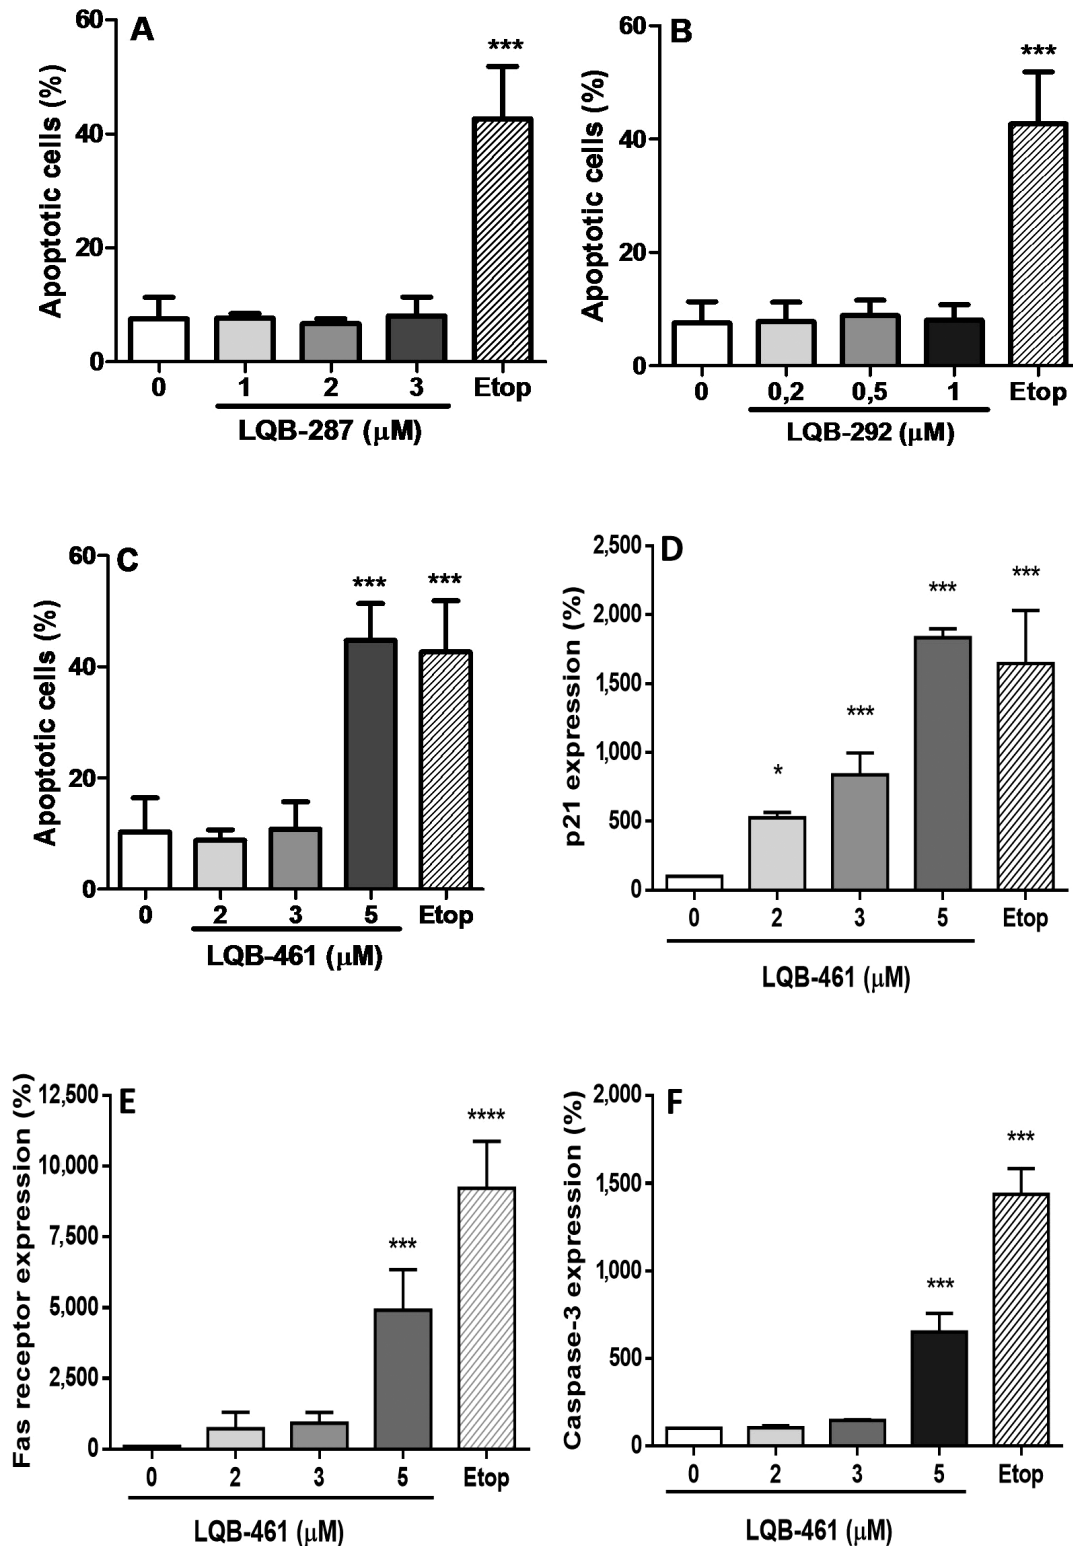 A
Apoptotic cells (%)
60
40
20
0
***
0 1 2 3 Etop
LQB-287 (μM)
B
Apoptotic cells (%)
60
40
20
0
***
0 0,2 0,5 1 Etop
LQB-292 (μM)
C
Apoptotic cells (%)
60
40
20
0
*** ***
0 2 3 5 Etop
LQB-461 (μM)
D
p21 expression (%)
2,500
2,000
1,500
1,000
500
0
* *** *** ***
0 2 3 5 Etop
LQB-461 (μM)
E
Fas receptor expression (%)
12,500
10,000
7,500
5,000
2,500
0
*** ****
0 2 3 5 Etop
LQB-461 (μM)
F
Caspase-3 expression (%)
2,000
1,500
1,000
500
0
*** ***
0 2 3 5 Etop
LQB-461 (μM)